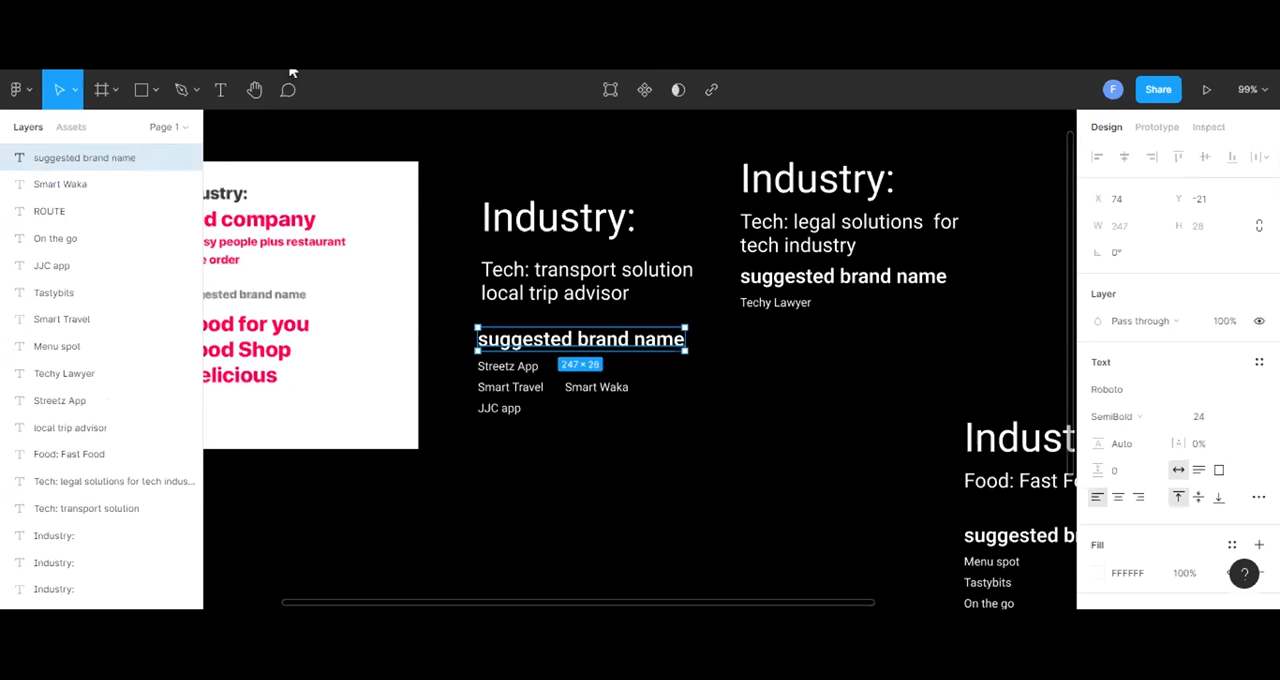 F
Share
99%
Layers
Assets
Page 1
suggested brand name
Smart Waka
ROUTE
On the go
JJC app
Tastybits
Smart Travel
Menu spot
Techy Lawyer
Streetz App
local trip advisor
Food: Fast Food
Tech: legal solutions for tech indus...
Tech: transport solution
Industry:
Industry:
Industry:
ustry:
d company
sy people plus restaurant
e order
gested brand name
ood for you
ood Shop
elicious
Industry:
Tech: transport solution
local trip advisor
suggested brand name
247 × 28
Streetz App
Smart Travel
Smart Waka
JJC app
Industry:
Tech: legal solutions for
tech industry
suggested brand name
Techy Lawyer
Indust
Food: Fast F
suggested b
Menu spot
Tastybits
On the go
Design
Prototype
Inspect
X 74
Y -21
W 247
H 28
0°
Layer
Pass through
100%
Text
Roboto
SemiBold
24
Auto
0%
0
Fill
FFFFFF
100%
?